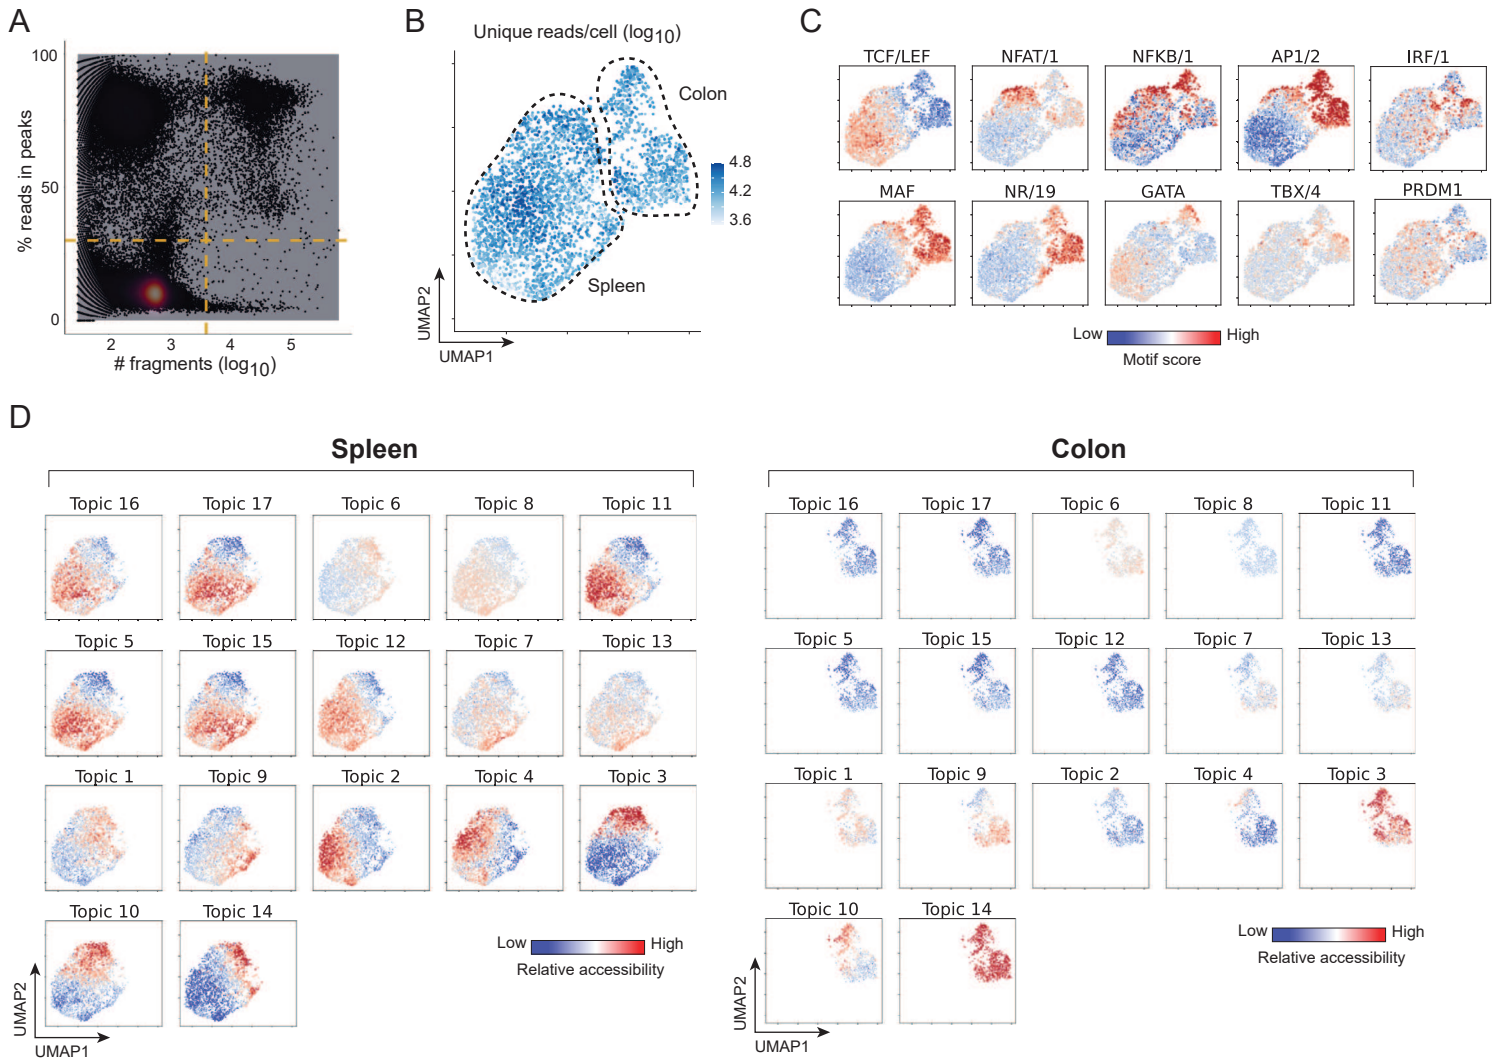 A
100
50
0
% reads in peaks
2 3 4 5
# fragments (log10)
B
Unique reads/cell (log10)
Colon
Spleen
4.8
4.2
3.6
UMAP2
UMAP1
C
TCF/LEF NFAT/1 NFKB/1 AP1/2 IRF/1
MAF NR/19 GATA TBX/4 PRDM1
Low High
Motif score
D
Spleen
Topic 16 Topic 17 Topic 6 Topic 8 Topic 11
Topic 5 Topic 15 Topic 12 Topic 7 Topic 13
Topic 1 Topic 9 Topic 2 Topic 4 Topic 3
Topic 10 Topic 14
Low High
Relative accessibility
UMAP2
UMAP1
Colon
Topic 16 Topic 17 Topic 6 Topic 8 Topic 11
Topic 5 Topic 15 Topic 12 Topic 7 Topic 13
Topic 1 Topic 9 Topic 2 Topic 4 Topic 3
Topic 10 Topic 14
Low High
Relative accessibility
UMAP2
UMAP1